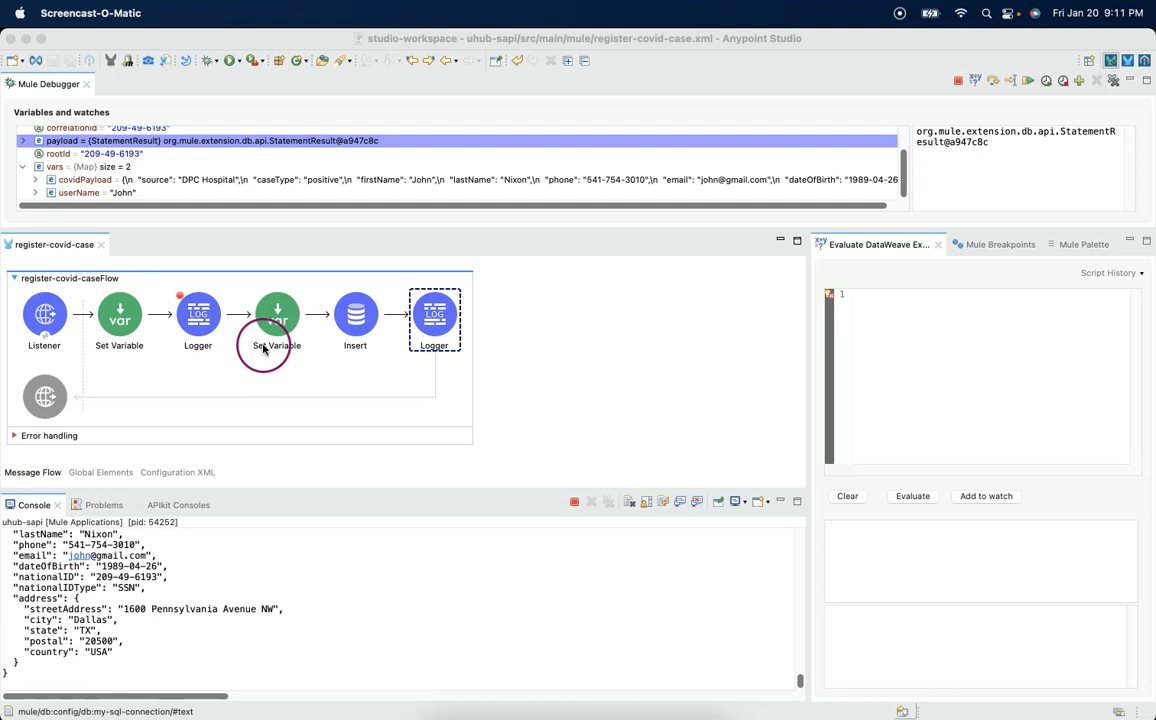 Screencast-O-Matic
Fri Jan 20 9:11 PM
studio-workspace - uhub-sapi/src/main/mule/register-covid-case.xml - Anypoint Studio
Mule Debugger
Variables and watches
correlationId = "209-49-6193"
payload = {StatementResult} org.mule.extension.db.api.StatementResult@a947c8c
rootId = "209-49-6193"
vars = {Map} size = 2
covidPayload = {\n "source": "DPC Hospital",\n "caseType": "positive",\n "firstName": "John",\n "lastName": "Nixon",\n "phone": "541-754-3010",\n "email": "john@gmail.com",\n "dateOfBirth": "1989-04-26
userName = "John"
org.mule.extension.db.api.StatementR
esult@a947c8c
register-covid-case
Evaluate DataWeave Ex...
Mule Breakpoints
Mule Palette
Script History
1
register-covid-caseFlow
var
LOG
var
LOG
Listener
Set Variable
Logger
Set Variable
Insert
Logger
Error handling
Message Flow
Global Elements
Configuration XML
Clear
Evaluate
Add to watch
Console
Problems
APIkit Consoles
uhub-sapi [Mule Applications] [pid: 54252]
"lastName": "Nixon",
"phone": "541-754-3010",
"email": "john@gmail.com",
"dateOfBirth": "1989-04-26",
"nationalID": "209-49-6193",
"nationalIDType": "SSN",
"address": {
"streetAddress": "1600 Pennsylvania Avenue NW",
"city": "Dallas",
"state": "TX",
"postal": "20500",
"country": "USA"
}
}
mule/db:config/db:my-sql-connection/#text